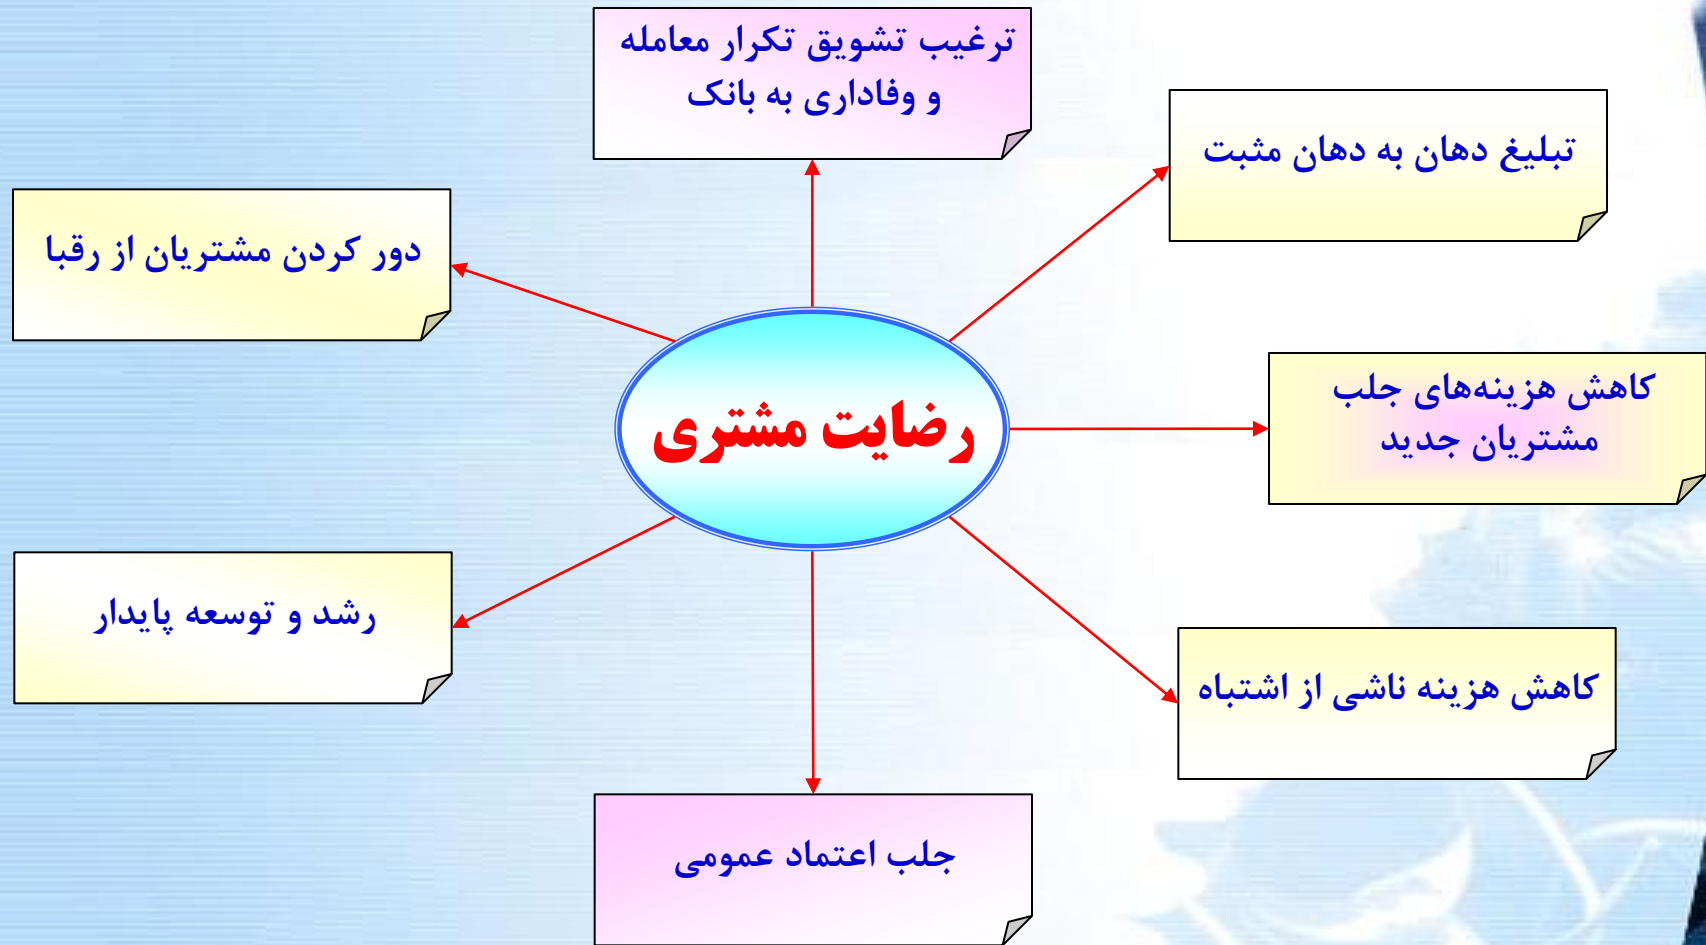 ترغیب تشویق تکرار معامله
و وفاداری به بانک
تبلیغ دهان به دهان مثبت
دور کردن مشتریان از رقبا
کاهش هزینه‌های جلب
مشتریان جدید
رضایت مشتری
رشد و توسعه پایدار
کاهش هزینه ناشی از اشتباه
جلب اعتماد عمومی